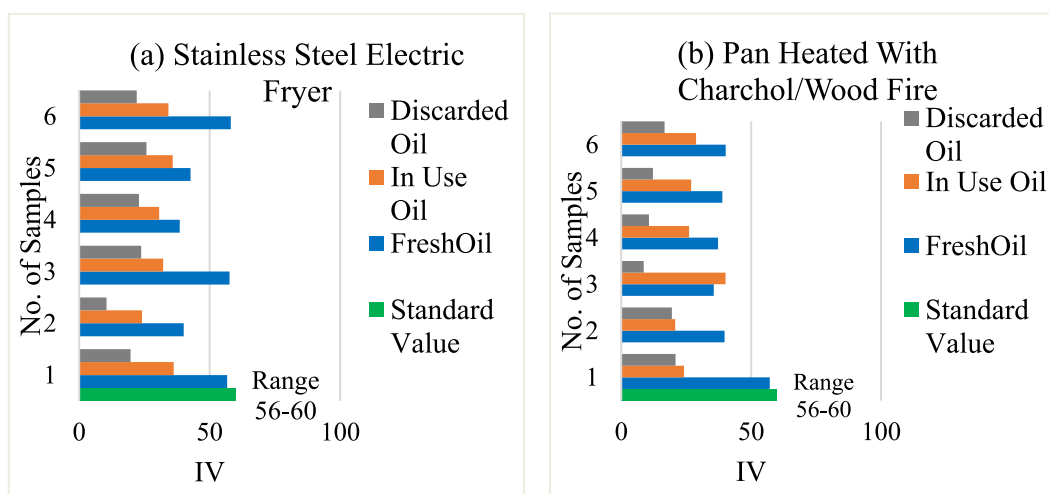 (a) Stainless Steel Electric
Fryer
No. of Samples
6
5
4
3
2
1
Discarded
Oil
In Use
Oil
FreshOil
Standard
Value
Range
56-60
0
50
100
IV
(b) Pan Heated With
Charchol/Wood Fire
No. of Samples
6
5
4
3
2
1
Discarded
Oil
In Use Oil
FreshOil
Standard
Value
Range
56-60
0
50
100
IV